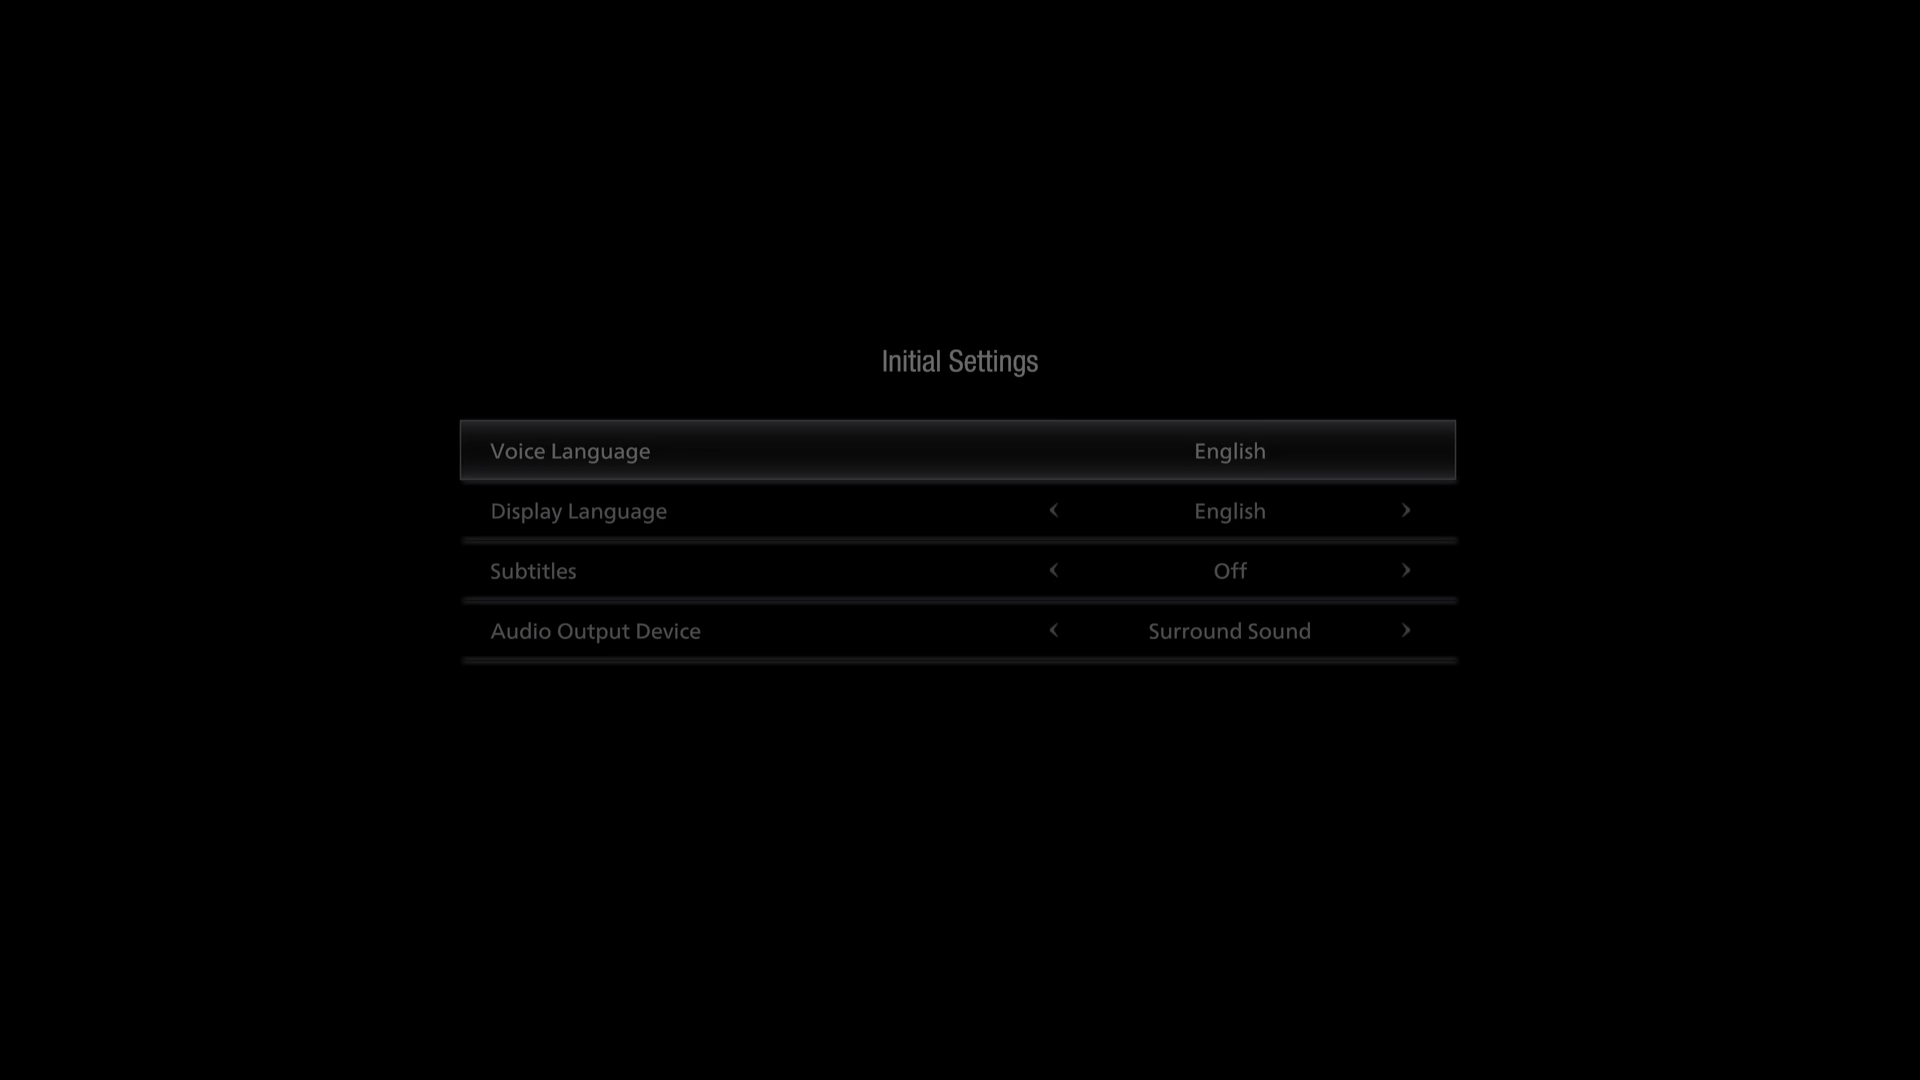 Initial Settings
Voice Language English
Display Language English
Subtitles Off
Audio Output Device Surround Sound